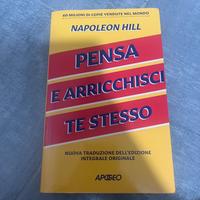 60 MILIONI DI COPIE VENDUTE NEL MONDO
NAPOLEON HILL
PENSA
E ARRICCHISCI
TE STESSO
NUOVA TRADUZIONE DELL'EDIZIONE
INTEGRALE ORIGINALE
APOGEO